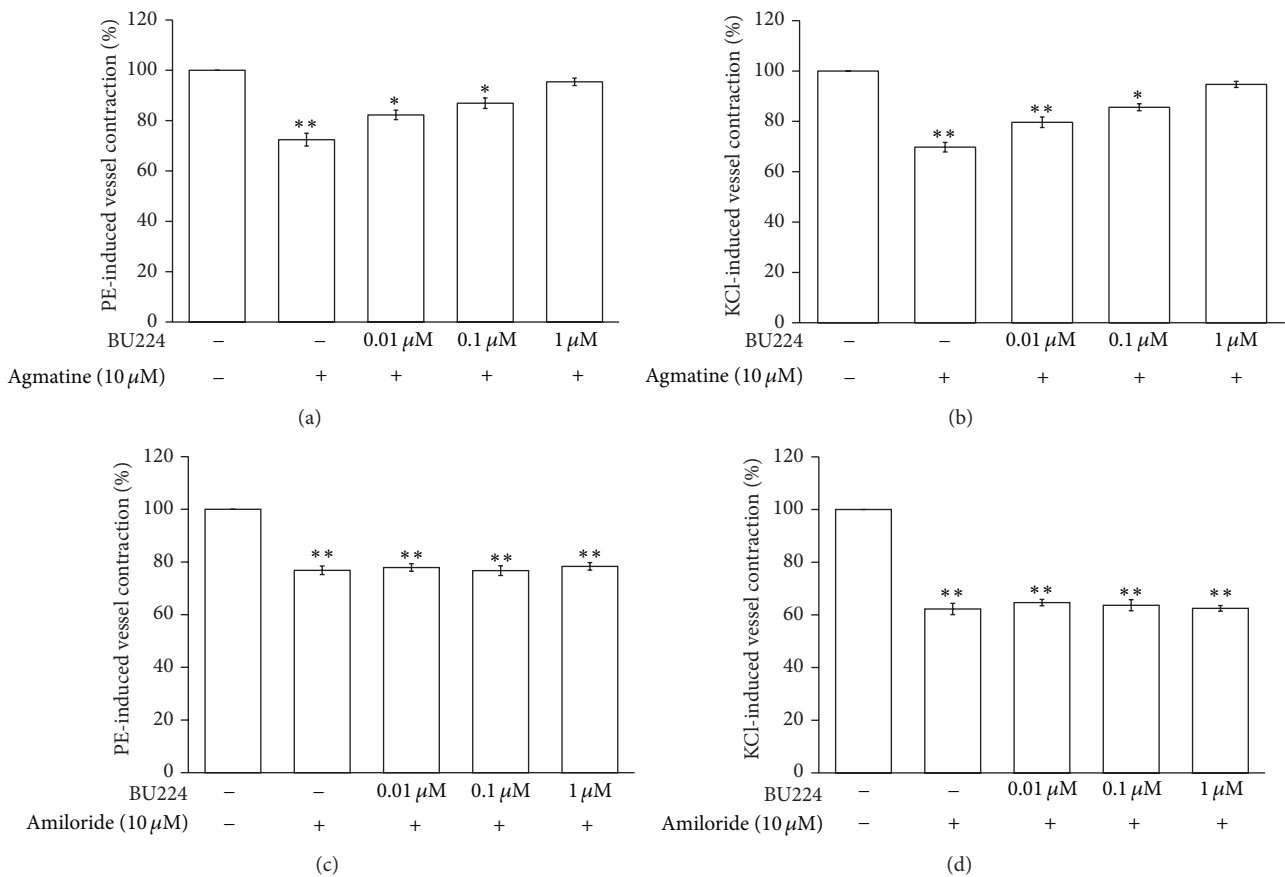 PE-induced vessel contraction (%)
120
100
80
60
40
20
0
** * *
BU224 – – 0.01 μM 0.1 μM 1 μM
Agmatine (10 μM) – + + + +
(a)
KCl-induced vessel contraction (%)
120
100
80
60
40
20
0
** ** *
BU224 – – 0.01 μM 0.1 μM 1 μM
Agmatine (10 μM) – + + + +
(b)
PE-induced vessel contraction (%)
120
100
80
60
40
20
0
** ** ** **
BU224 – – 0.01 μM 0.1 μM 1 μM
Amiloride (10 μM) – + + + +
(c)
KCl-induced vessel contraction (%)
120
100
80
60
40
20
0
** ** ** **
BU224 – – 0.01 μM 0.1 μM 1 μM
Amiloride (10 μM) – + + + +
(d)